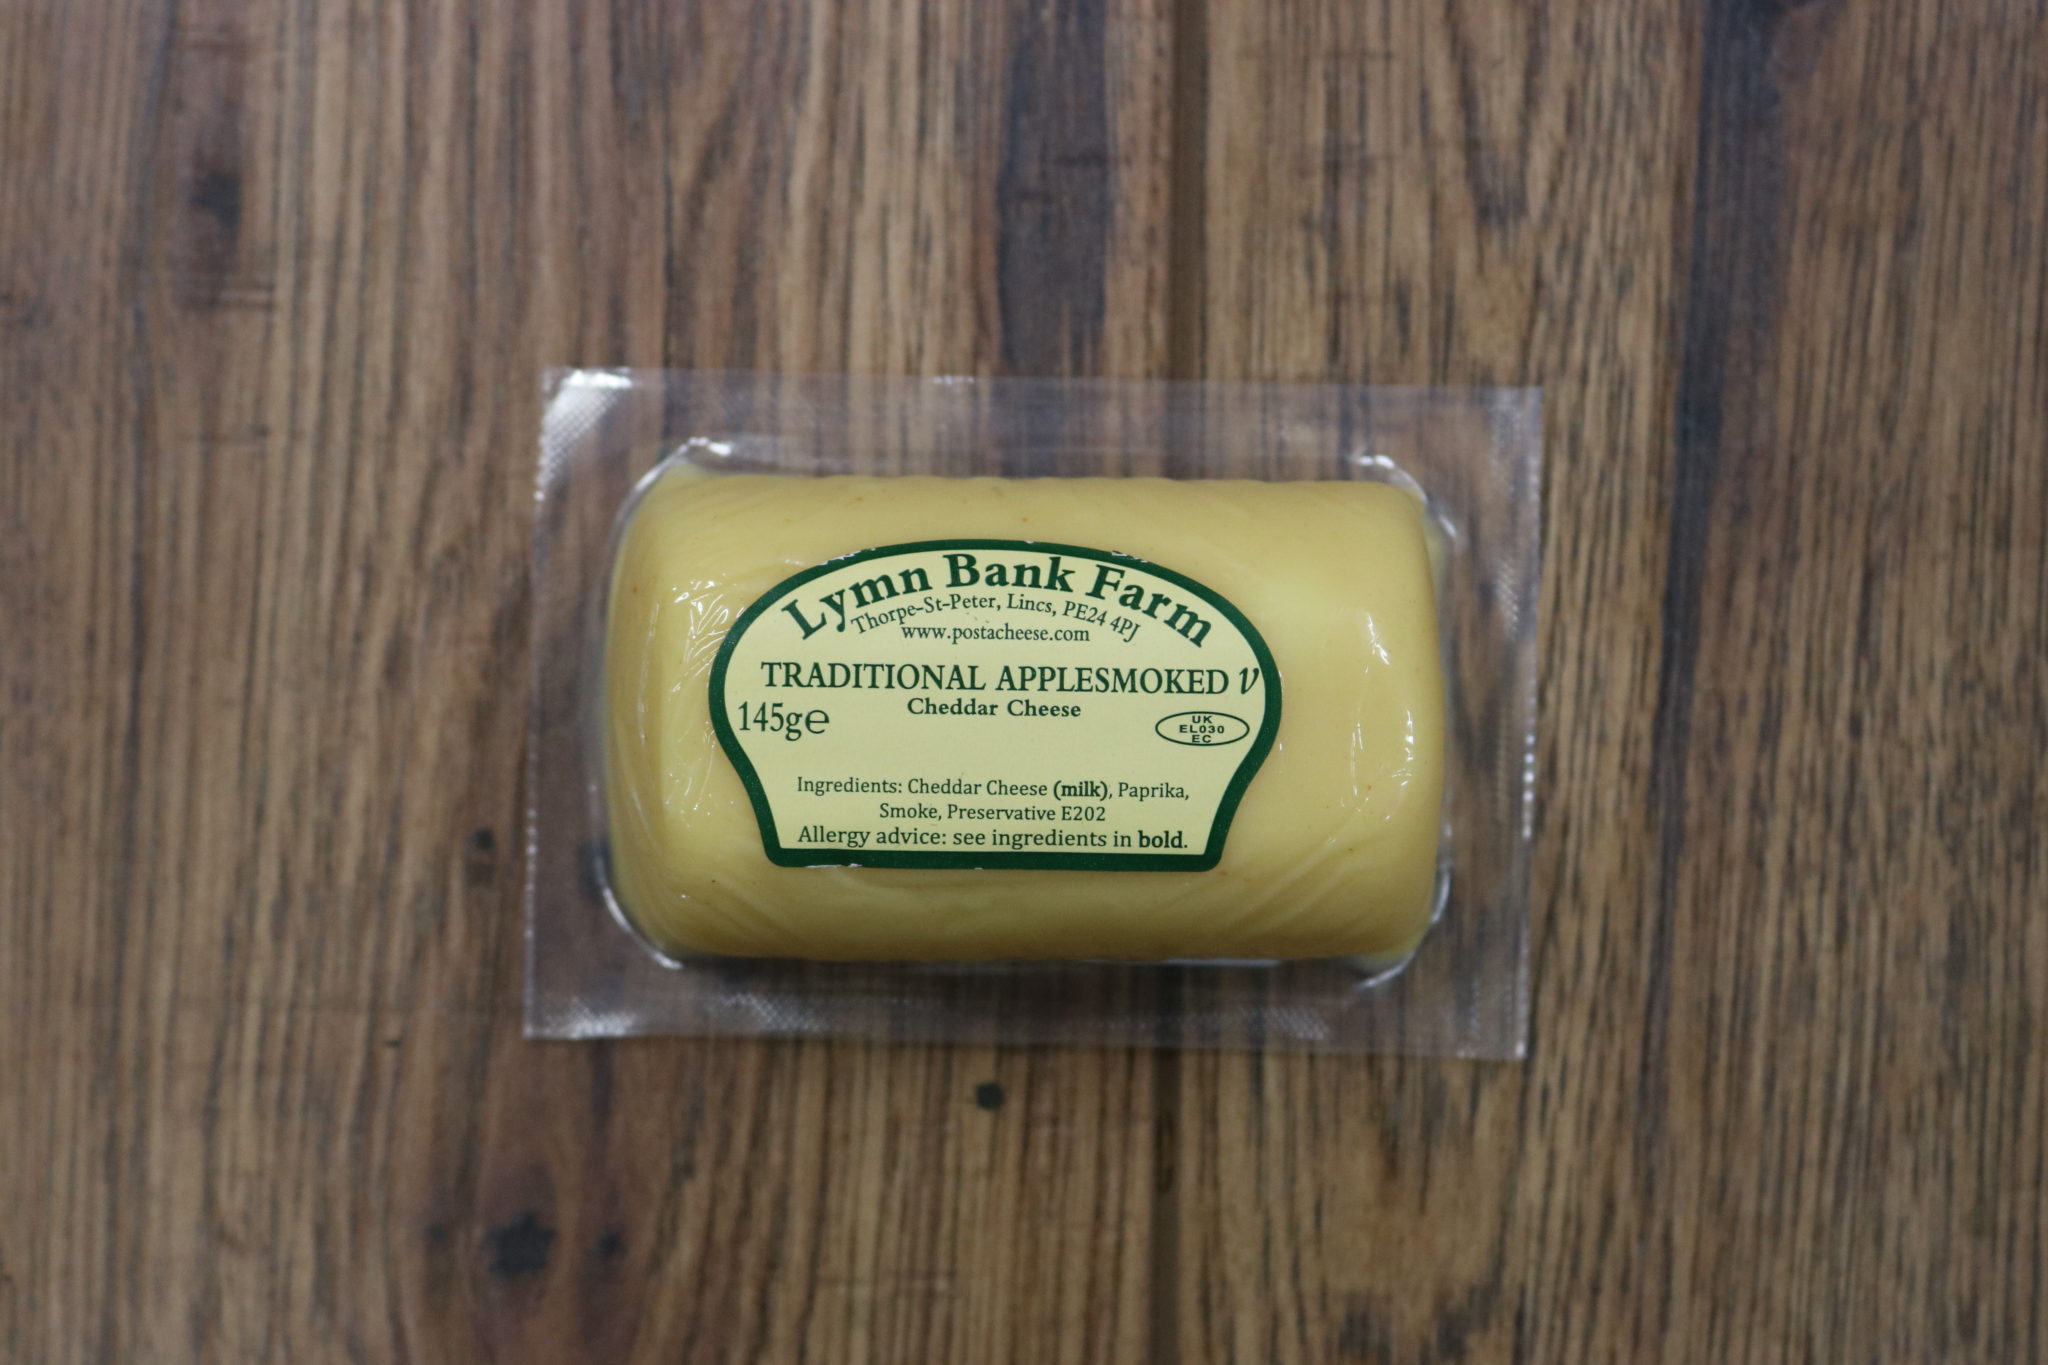 Lymn Bank Farm
Thorpe-St-Peter, Lincs, PE24 4PJ
www.postacheese.com
TRADITIONAL APPLESMOKED V
Cheddar Cheese
145g℮
UK
EL030
EC
Ingredients: Cheddar Cheese (milk), Paprika,
Smoke, Preservative E202
Allergy advice: see ingredients in bold.